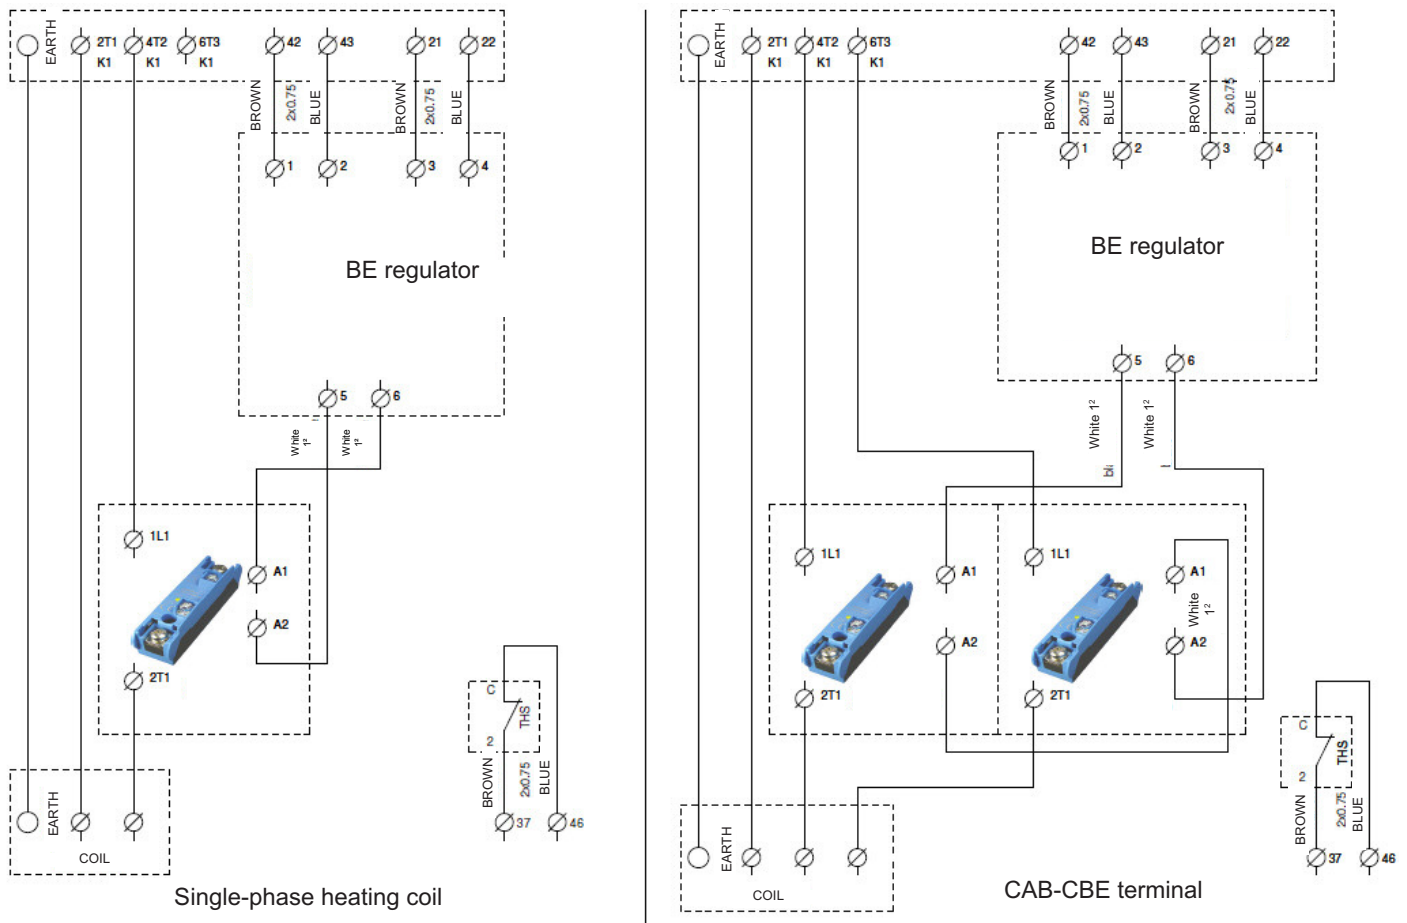 EARTH
2T1
K1
4T2
K1
6T3
K1
42
43
21
22
BROWN
2x0.75
BLUE
BROWN
2x0.75
BLUE
1
2
3
4
BE regulator
5
6
White
1²
White
1²
1L1
A1
A2
2T1
C
THS
2
BROWN
2x0.75
BLUE
37
46
EARTH
COIL
Single-phase heating coil
EARTH
2T1
K1
4T2
K1
6T3
K1
42
43
21
22
BROWN
2x0.75
BLUE
BROWN
2x0.75
BLUE
1
2
3
4
BE regulator
5
6
White 1²
White 1²
1L1
A1
A2
2T1
1L1
A1
White
1²
A2
2T1
C
THS
2
BROWN
2x0.75
BLUE
37
46
EARTH
COIL
CAB-CBE terminal